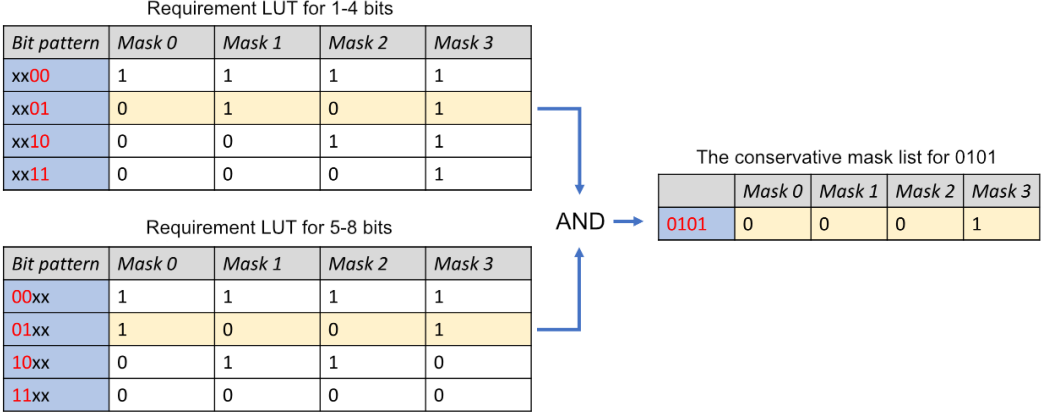 Requirement LUT for 1-4 bits
Bit pattern Mask 0 Mask 1 Mask 2 Mask 3
xx00 1 1 1 1
xx01 0 1 0 1
xx10 0 0 1 1
xx11 0 0 0 1
Requirement LUT for 5-8 bits
Bit pattern Mask 0 Mask 1 Mask 2 Mask 3
00xx 1 1 1 1
01xx 1 0 0 1
10xx 0 1 1 0
11xx 0 0 0 0
AND
The conservative mask list for 0101
Mask 0 Mask 1 Mask 2 Mask 3
0101 0 0 0 1